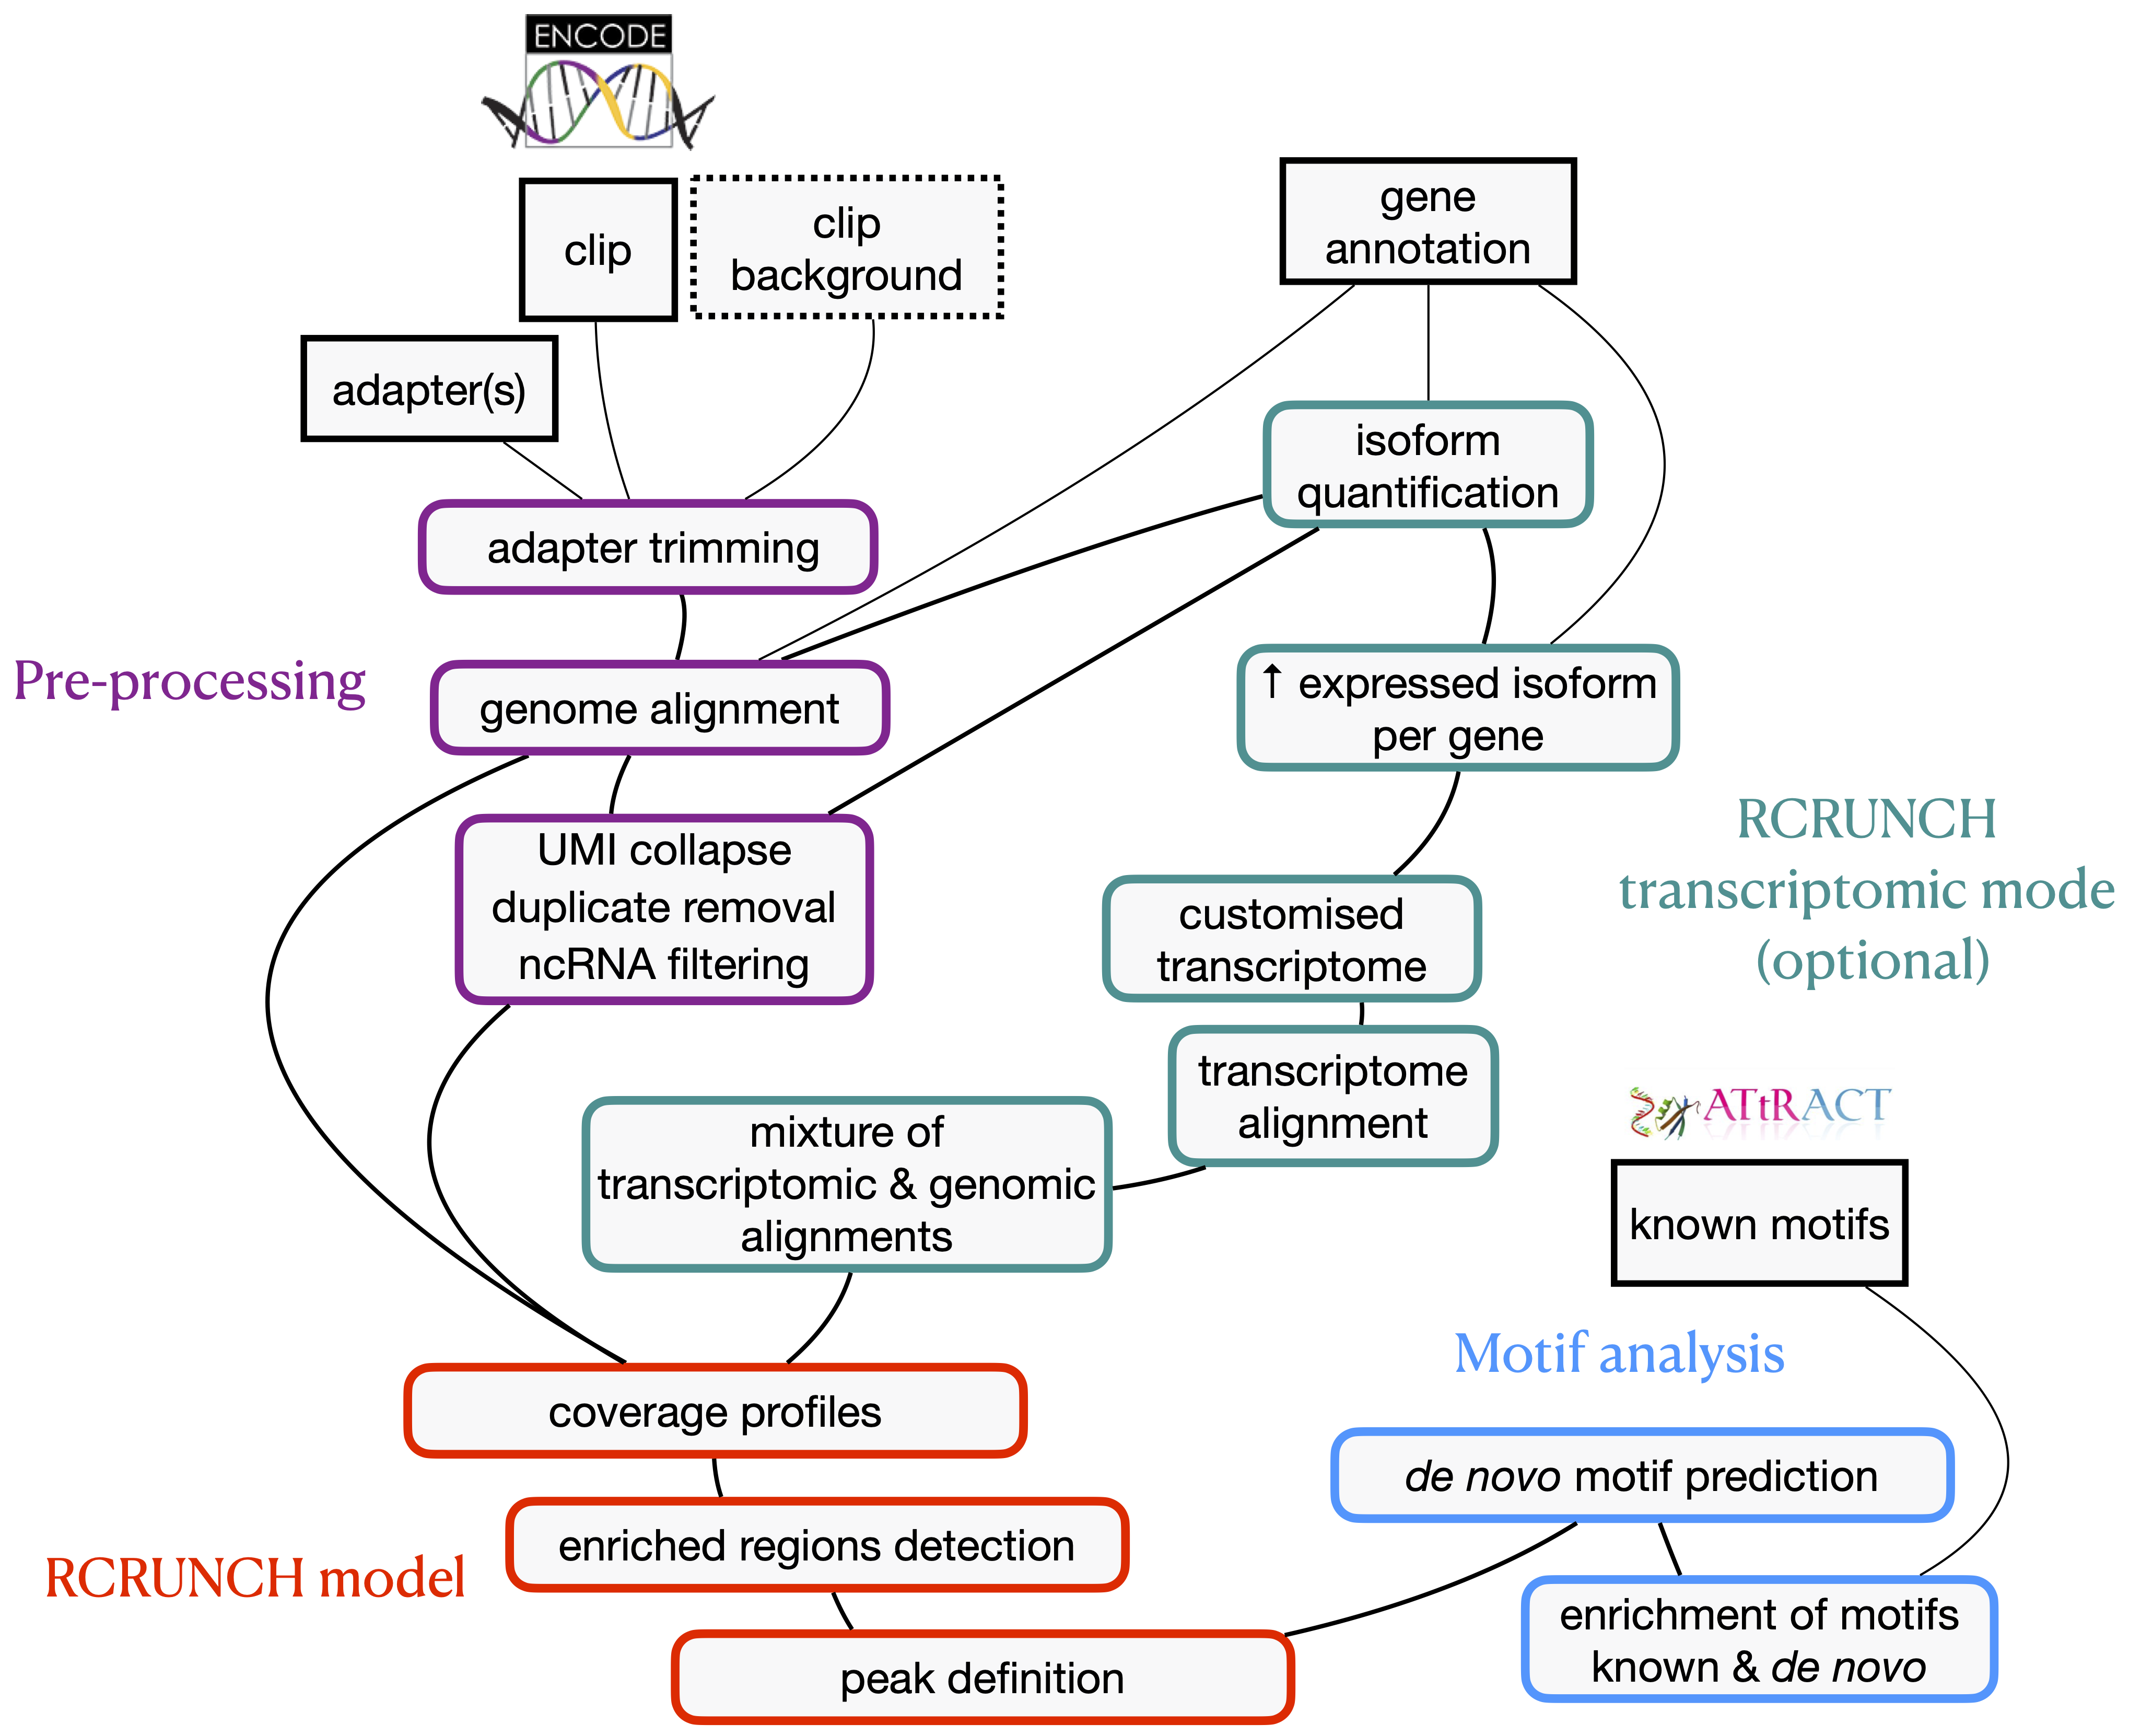 ENCODE
clip
clip
background
adapter(s)
adapter trimming
Pre-processing
genome alignment
UMI collapse
duplicate removal
ncRNA filtering
gene
annotation
isoform
quantification
↑ expressed isoform
per gene
customised
transcriptome
transcriptome
alignment
RCRUNCH
transcriptomic mode
(optional)
mixture of
transcriptomic & genomic
alignments
ATtRACT
known motifs
Motif analysis
coverage profiles
enriched regions detection
RCRUNCH model
peak definition
de novo motif prediction
enrichment of motifs
known & de novo